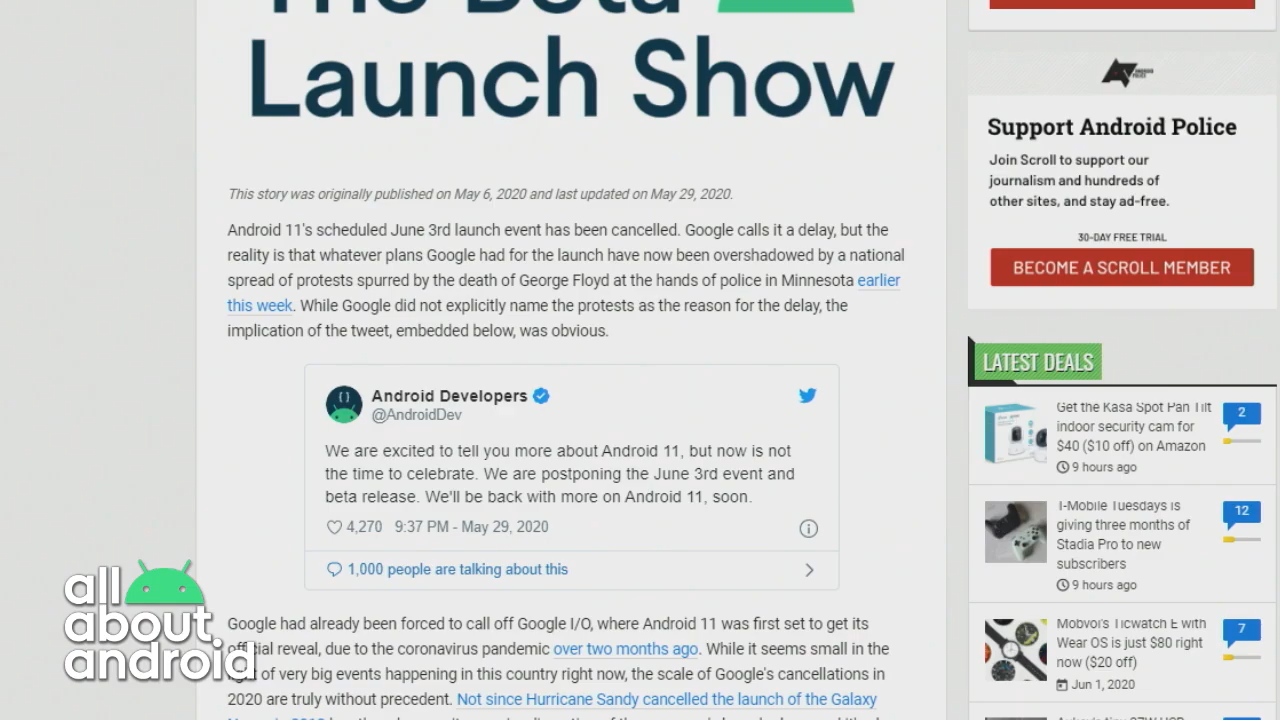 The Beta
Launch Show
This story was originally published on May 6, 2020 and last updated on May 29, 2020.
Android 11's scheduled June 3rd launch event has been cancelled. Google calls it a delay, but the
reality is that whatever plans Google had for the launch have now been overshadowed by a national
spread of protests spurred by the death of George Floyd at the hands of police in Minnesota earlier
this week. While Google did not explicitly name the protests as the reason for the delay, the
implication of the tweet, embedded below, was obvious.
Android Developers
@AndroidDev
We are excited to tell you more about Android 11, but now is not
the time to celebrate. We are postponing the June 3rd event and
beta release. We'll be back with more on Android 11, soon.
4,270 9:37 PM - May 29, 2020
1,000 people are talking about this
Google had already been forced to call off Google I/O, where Android 11 was first set to get its
official reveal, due to the coronavirus pandemic over two months ago. While it seems small in the
light of very big events happening in this country right now, the scale of Google's cancellations in
2020 are truly without precedent. Not since Hurricane Sandy cancelled the launch of the Galaxy
ANDROID
POLICE
Support Android Police
Join Scroll to support our
journalism and hundreds of
other sites, and stay ad-free.
30-DAY FREE TRIAL
BECOME A SCROLL MEMBER
LATEST DEALS
Get the Kasa Spot Pan Tilt
indoor security cam for
$40 ($10 off) on Amazon
9 hours ago
2
T-Mobile Tuesdays is
giving three months of
Stadia Pro to new
subscribers
9 hours ago
12
Mobvoi's Ticwatch E with
Wear OS is just $80 right
now ($20 off)
Jun 1, 2020
7
all
about
android